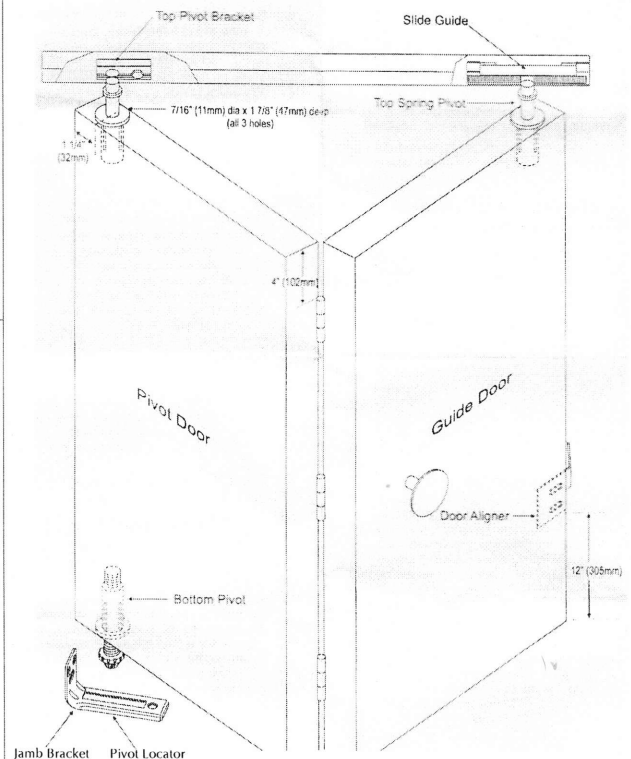 Top Pivot Bracket
Slide Guide
7/16" (11mm) dia x 1 7/8" (47mm) deep
(all 3 holes)
Top Spring Pivot
1 1/4"
(32mm)
4" (102mm)
Pivot Door
Guide Door
Door Aligner
12" (305mm)
Bottom Pivot
Jamb Bracket
Pivot Locator